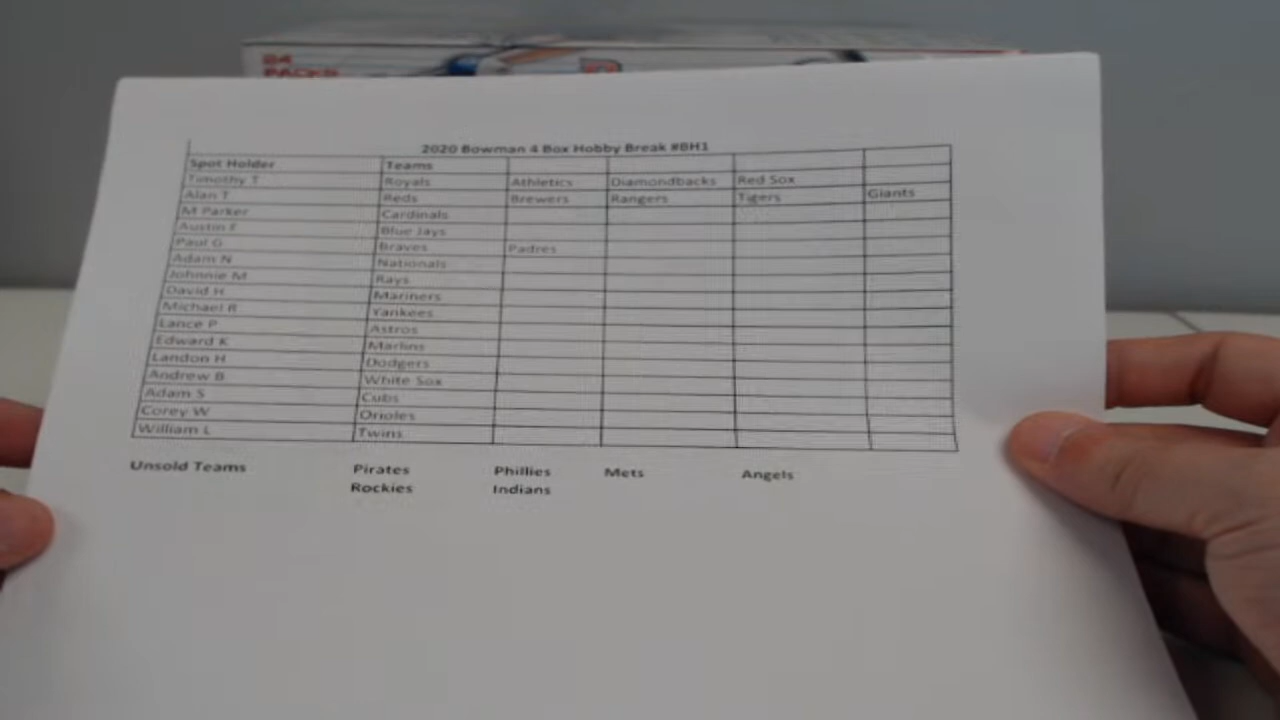 24
PACKS
2020 Bowman 4 Box Hobby Break #BH1
Spot Holder Teams
Timothy T Royals Athletics Diamondbacks Red Sox
Alan T Reds Brewers Rangers Tigers Giants
M Parker Cardinals
Austin F Blue Jays
Paul G Braves Padres
Adam N Nationals
Johnnie M Rays
David H Mariners
Michael R Yankees
Lance P Astros
Edward K Marlins
Landon H Dodgers
Andrew B White Sox
Adam S Cubs
Corey W Orioles
William L Twins
Unsold Teams Pirates Phillies Mets Angels
Rockies Indians